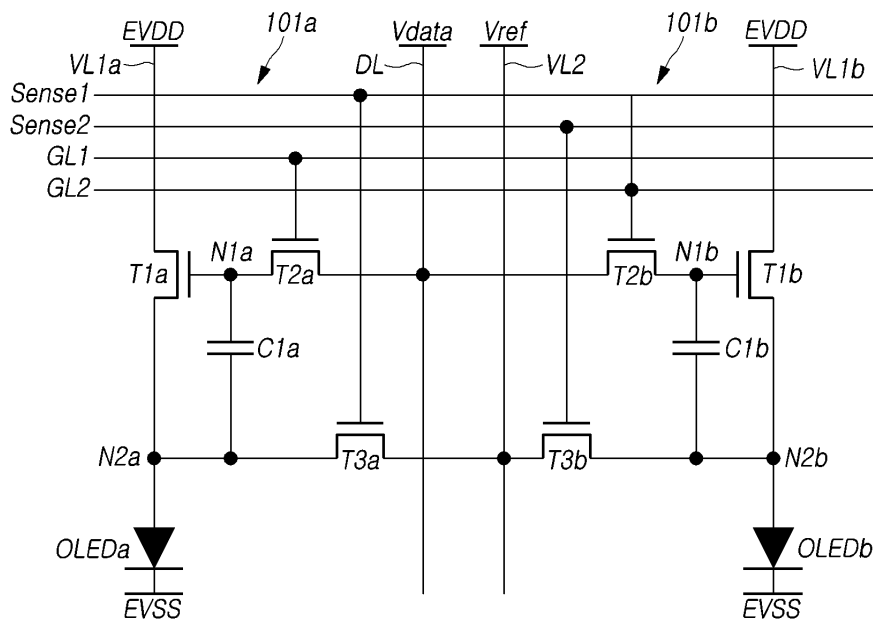 EVDD
101a
Vdata
Vref
101b
EVDD
VL1a
DL
VL2
VL1b
Sense1
Sense2
GL1
GL2
N1a
N1b
T1a
T2a
T2b
T1b
C1a
C1b
N2a
T3a
T3b
N2b
OLEDa
OLEDb
EVSS
EVSS